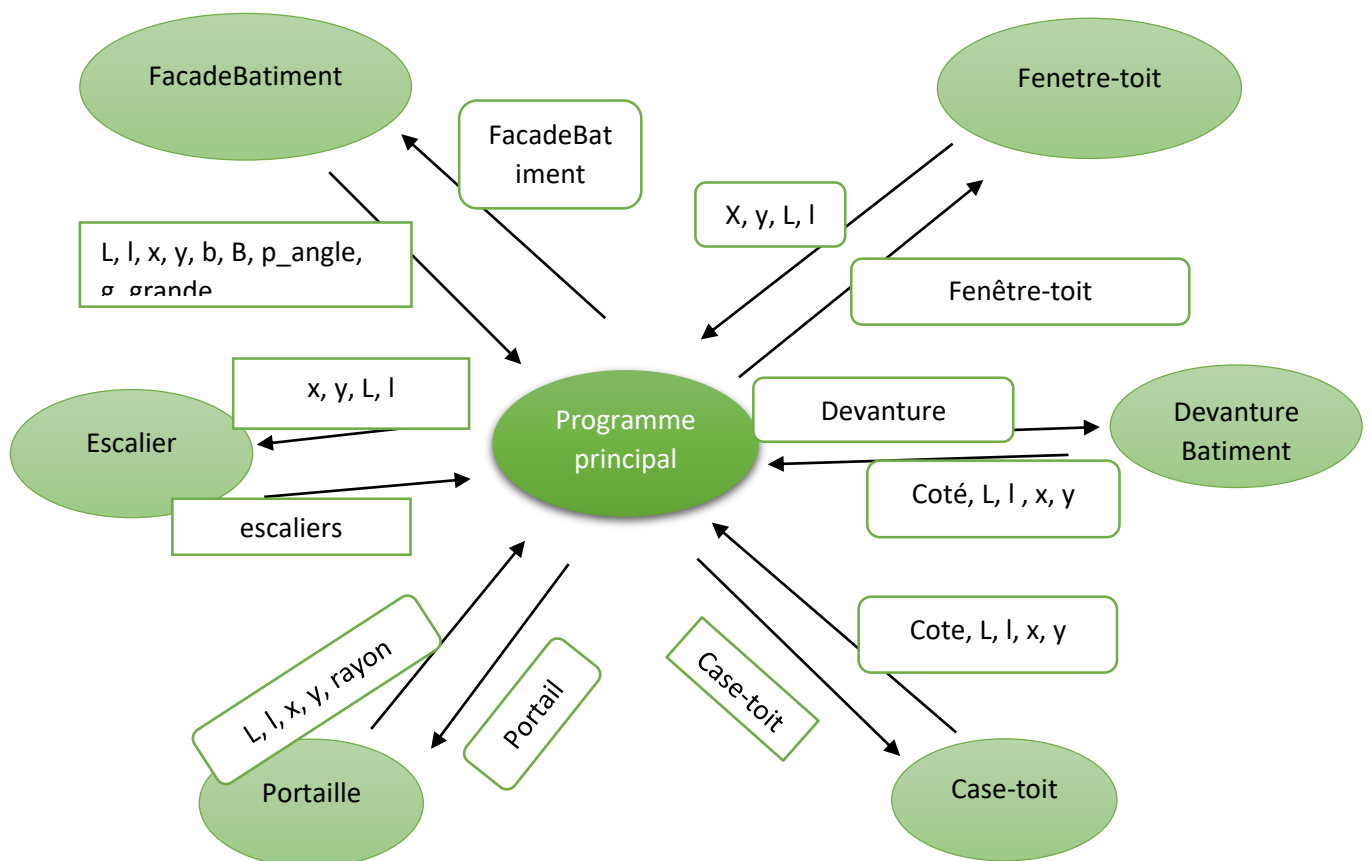 FacadeBatiment
Fenetre-toit
FacadeBat
iment
X, y, L, l
L, l, x, y, b, B, p_angle,
g_grande
Fenêtre-toit
x, y, L, l
Programme
principal
Devanture
Devanture
Batiment
Escalier
Coté, L, l , x, y
escaliers
Cote, L, l, x, y
L, l, x, y, rayon
Portail
Case-toit
Portaille
Case-toit